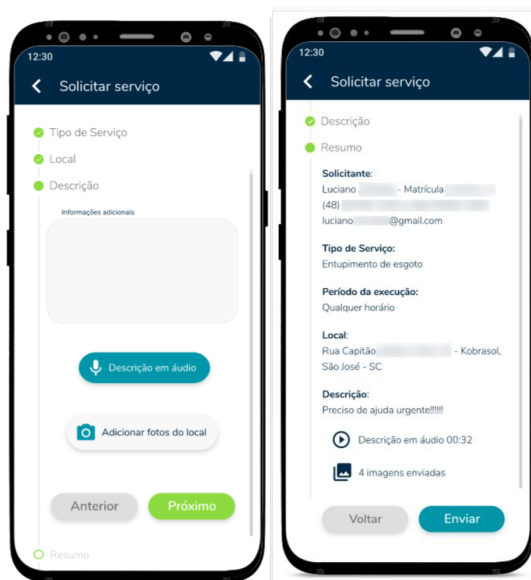 12:30
Solicitar serviço
Tipo de Serviço
Local
Descrição
Informações adicionais
Descrição em áudio
Adicionar fotos do local
Anterior
Próximo
Resumo
12:30
Solicitar serviço
Descrição
Resumo
Solicitante:
Luciano - Matrícula
(48)
luciano @gmail.com
Tipo de Serviço:
Entupimento de esgoto
Período da execução:
Qualquer horário
Local:
Rua Capitão - Kobrasol,
São José - SC
Descrição:
Preciso de ajuda urgente!!!!!!
Descrição em áudio 00:32
4 imagens enviadas
Voltar
Enviar